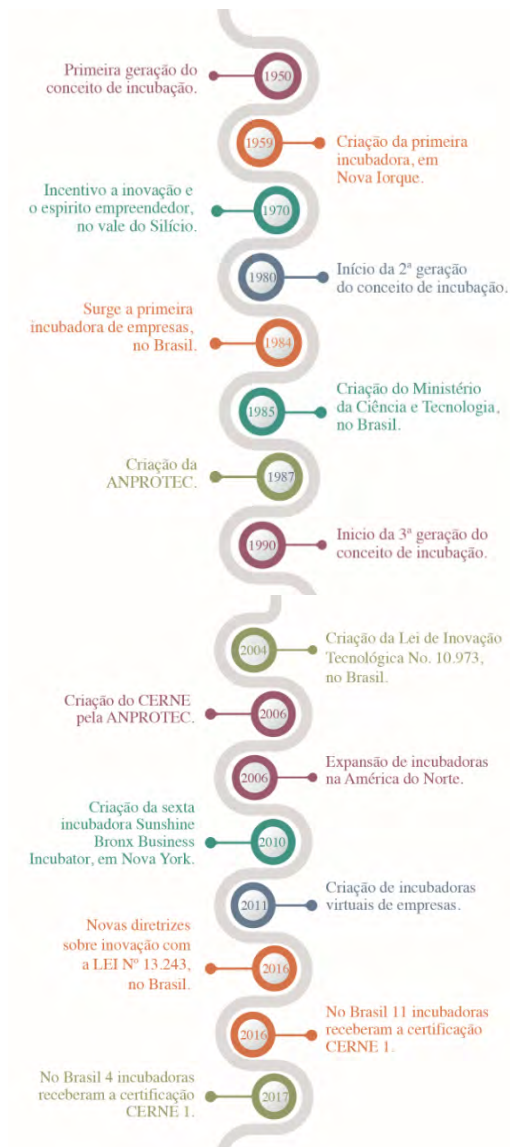 Primeira geração do
conceito de incubação.
1950
1959
Criação da primeira
incubadora, em
Nova Iorque.
Incentivo a inovação e
o espirito empreendedor,
no vale do Silício.
1970
1980
Início da 2ª geração
do conceito de incubação.
Surge a primeira
incubadora de empresas,
no Brasil.
1984
1985
Criação do Ministério
da Ciência e Tecnologia,
no Brasil.
Criação da
ANPROTEC.
1987
1990
Inicio da 3ª geração do
conceito de incubação.
2004
Criação da Lei de Inovação
Tecnológica No. 10.973,
no Brasil.
Criação do CERNE
pela ANPROTEC.
2006
2006
Expansão de incubadoras
na América do Norte.
Criação da sexta
incubadora Sunshine
Bronx Business
Incubator, em Nova York.
2010
2011
Criação de incubadoras
virtuais de empresas.
Novas diretrizes
sobre inovação com
a LEI Nº 13.243,
no Brasil.
2016
2016
No Brasil 11 incubadoras
receberam a certificação
CERNE 1.
No Brasil 4 incubadoras
receberam a certificação
CERNE 1.
2017